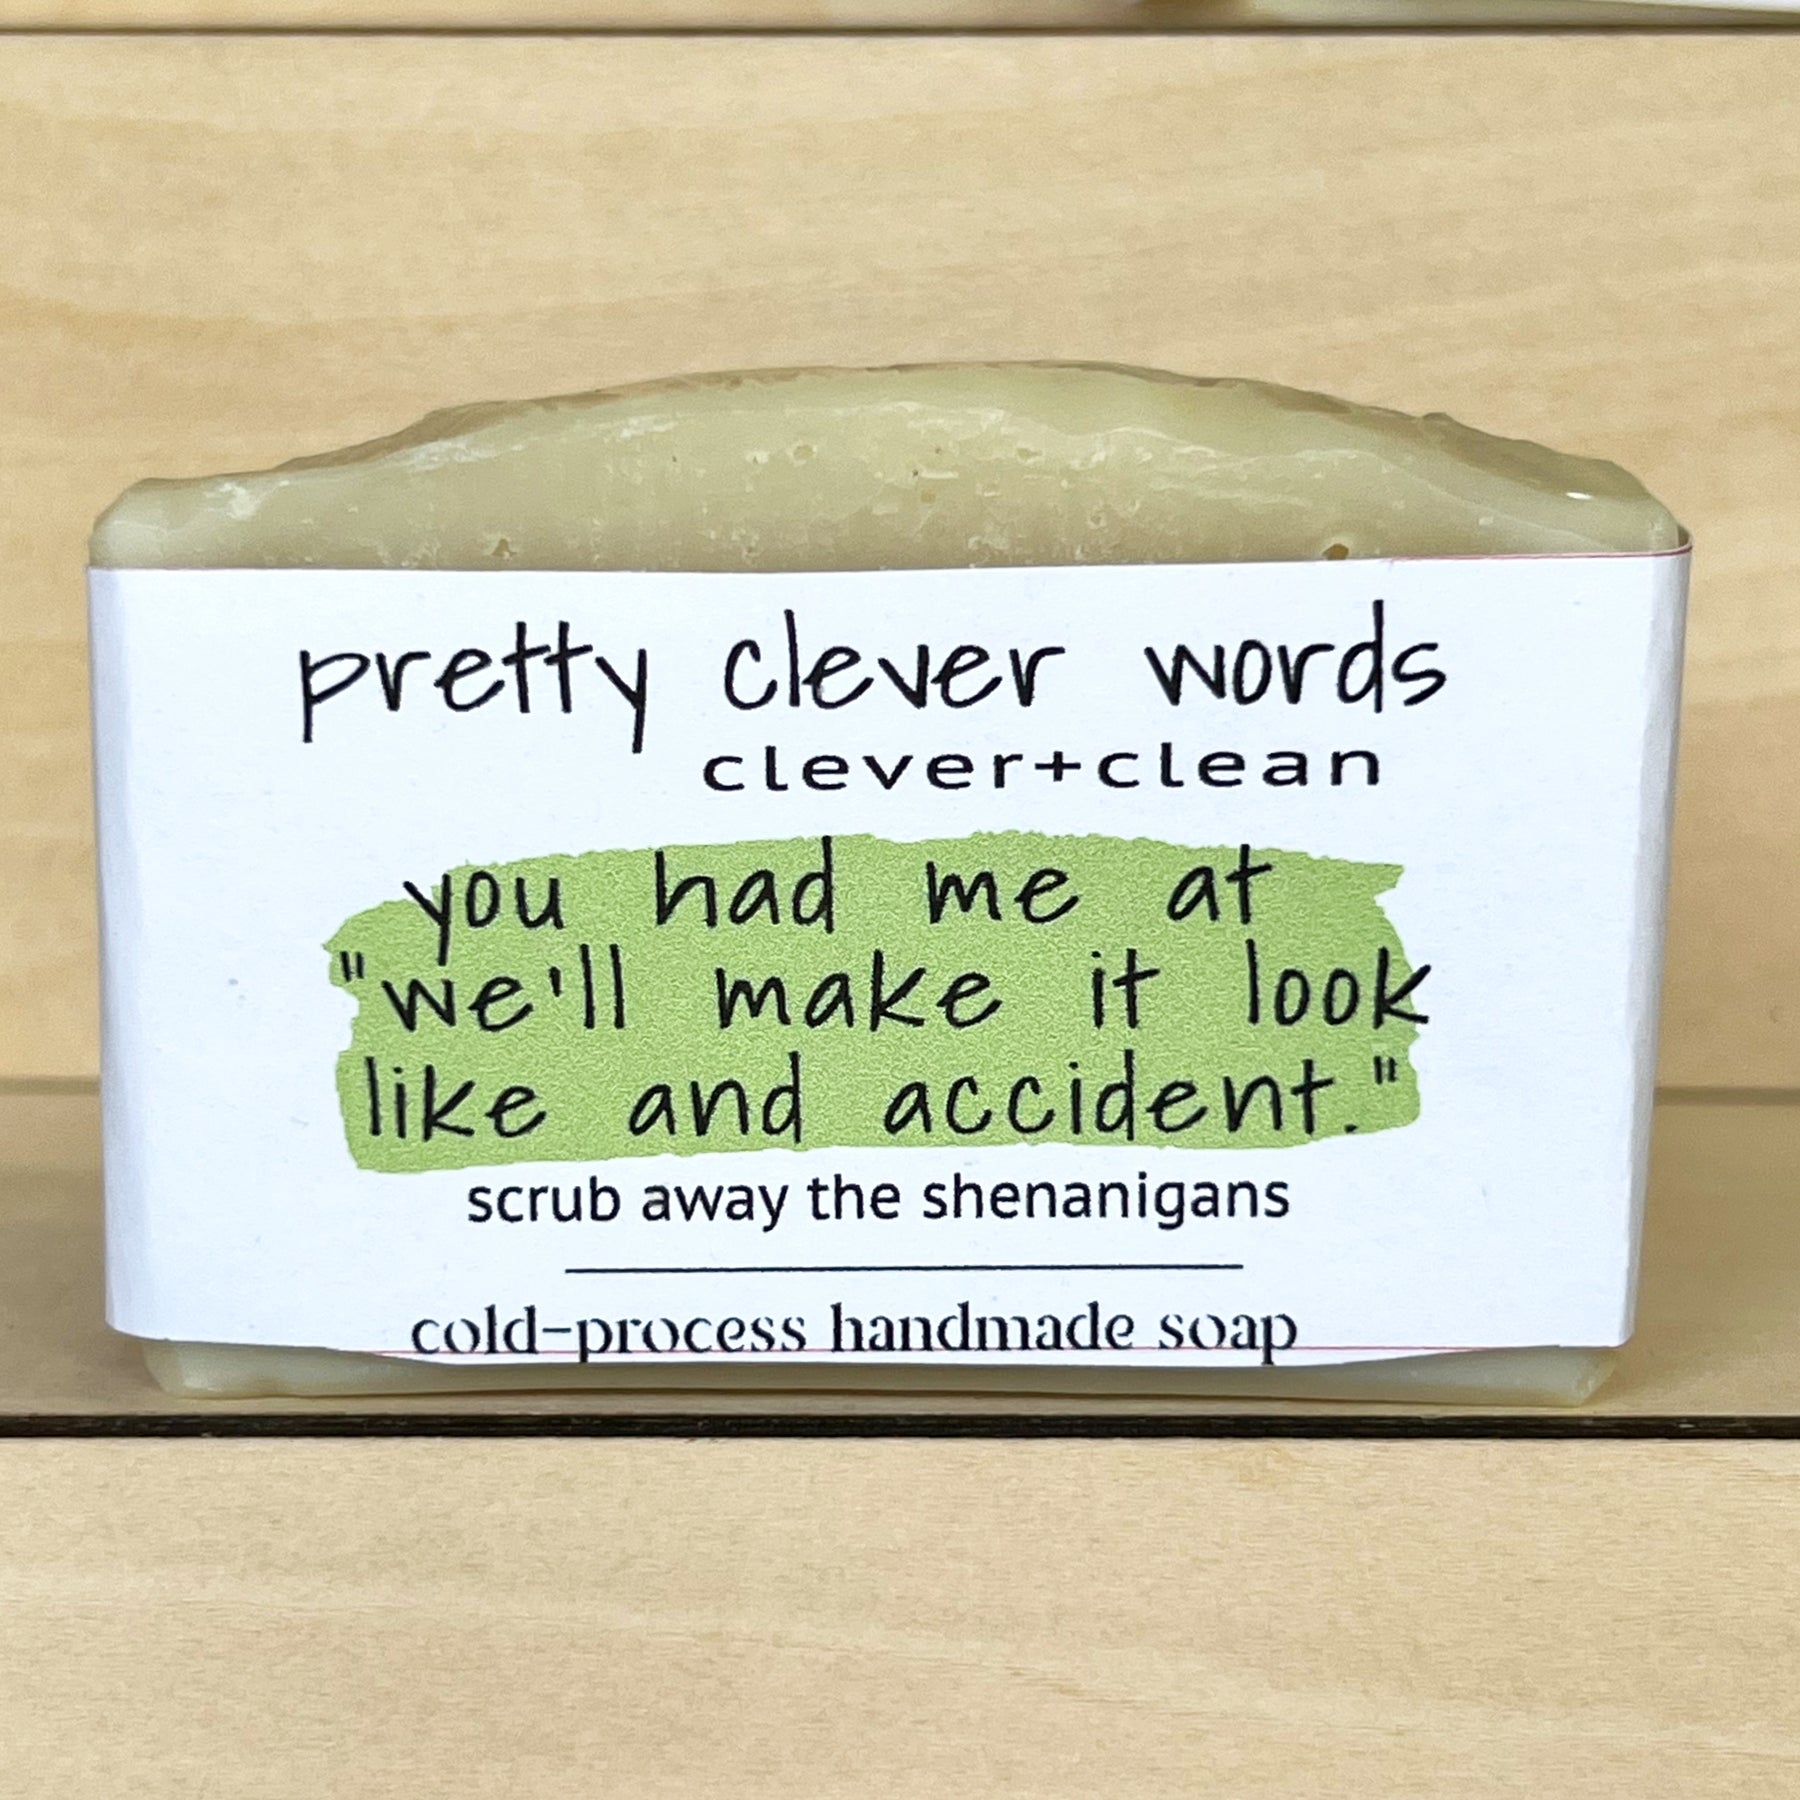 pretty clever words
clever+clean
you had me at
"we'll make it look
like and accident."
scrub away the shenanigans
cold-process handmade soap